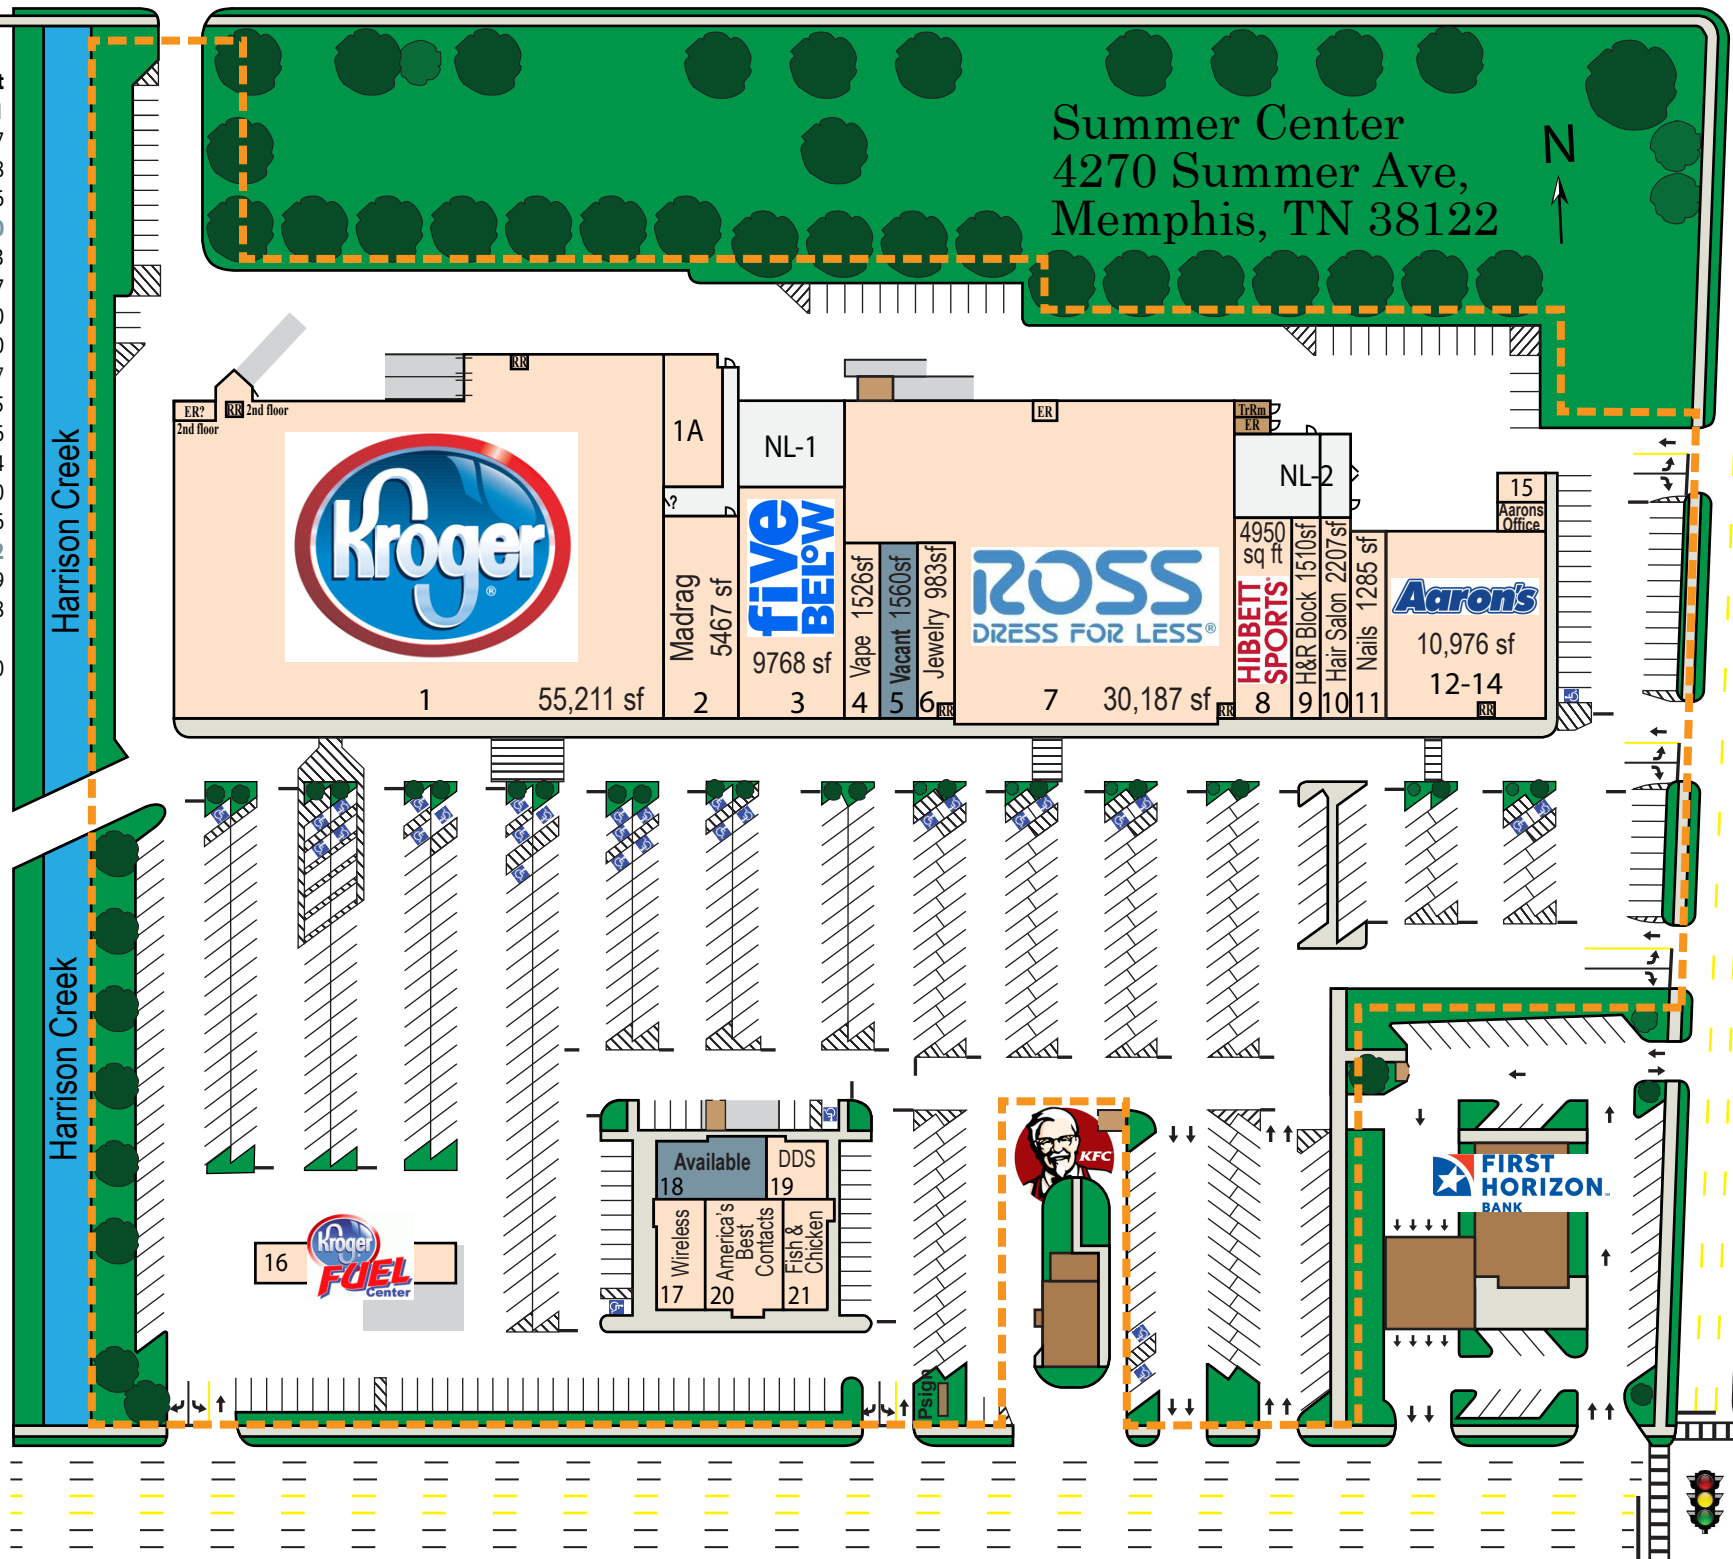 Summer Center
4270 Summer Ave,
Memphis, TN 38122
N
Harrison Creek
Harrison Creek
ER?
2nd floor
RR
2nd floor
RR
Kroger
1
55,211 sf
1A
?
Madrag
5467 sf
2
NL-1
five
BELOW
9768 sf
3
Vape 1526sf
4
Vacant 1560sf
5
Jewelry 983sf
6
RR
ER
ROSS
DRESS FOR LESS®
7
30,187 sf
RR
TrRm
ER
NL-2
4950
sq ft
HIBBETT
SPORTS
8
H&R Block 1510sf
9
Hair Salon 2207sf
10
Nails 1285 sf
11
15
Aarons
Office
Aaron's
10,976 sf
12-14
RR
16
Kroger
FUEL
Center
Available
18
DDS
19
Wireless
17
America's
Best
Contacts
20
Fish &
Chicken
21
KFC
FIRST
HORIZON
BANK
Psign